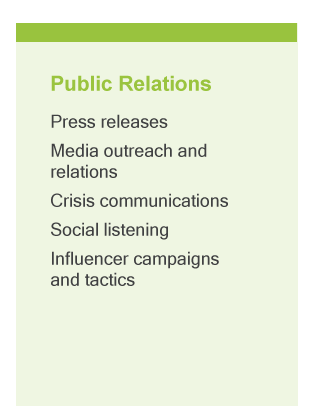 Public Relations
Press releases
Media outreach and
relations
Crisis communications
Social listening
Influencer campaigns
and tactics